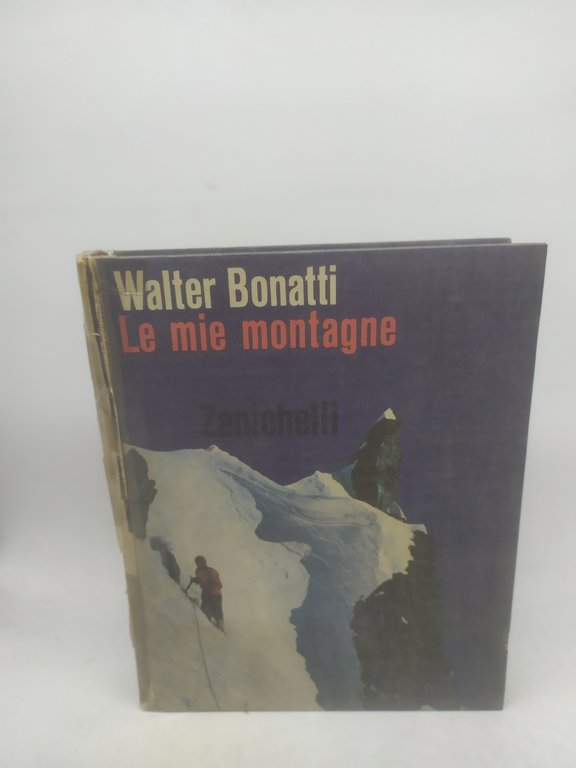 Walter Bonatti
Le mie montagne
Zanichelli